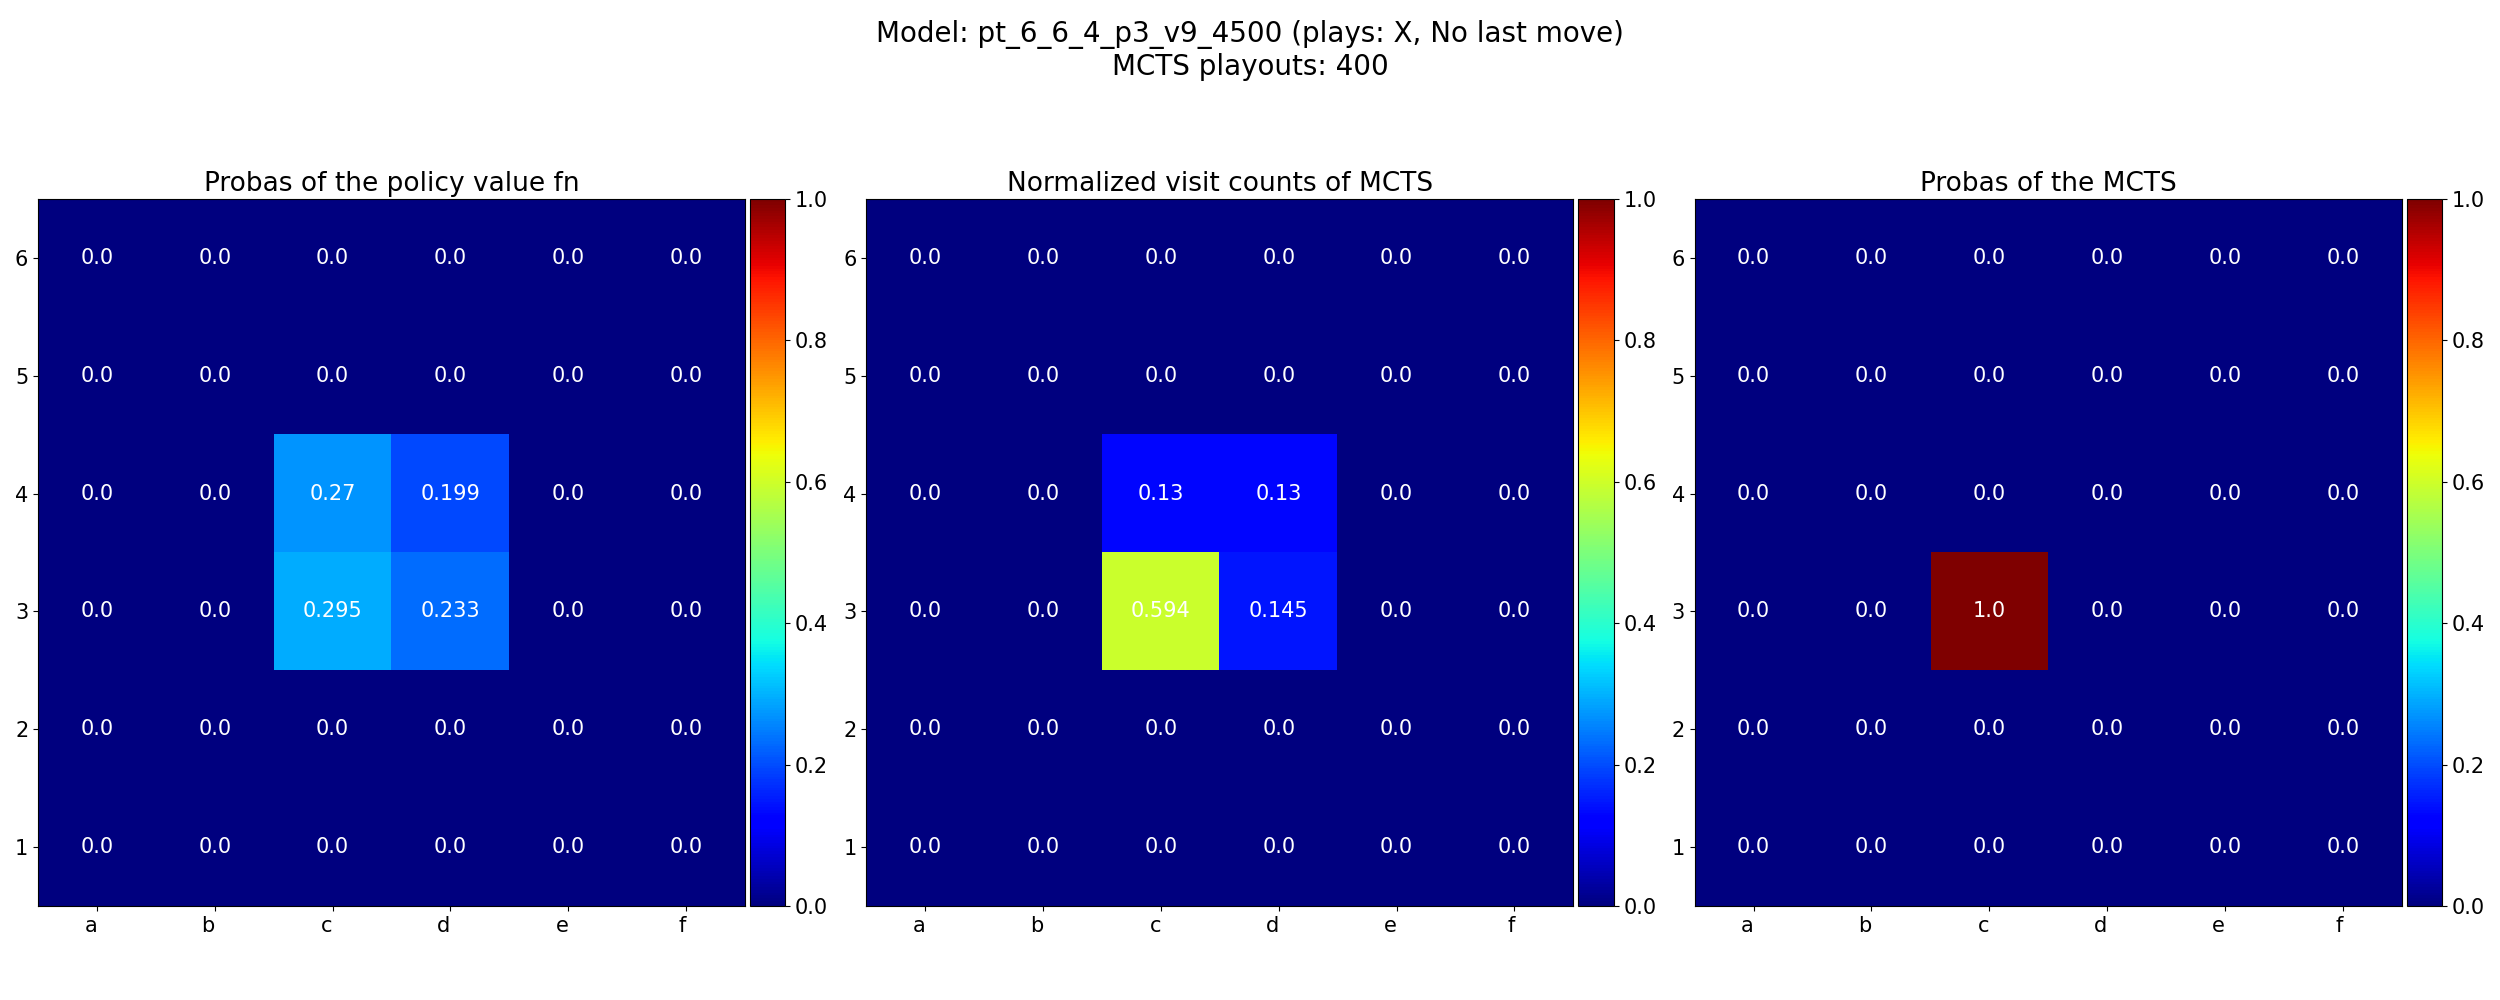 Model: pt_6_6_4_p3_v9_4500 (plays: X, No last move)
MCTS playouts: 400
Probas of the policy value fn
1.0
6 0.0 0.0 0.0 0.0 0.0 0.0
0.8
5 0.0 0.0 0.0 0.0 0.0 0.0
0.6
4 0.0 0.0 0.27 0.199 0.0 0.0
0.4
3 0.0 0.0 0.295 0.233 0.0 0.0
2 0.0 0.0 0.0 0.0 0.0 0.0
0.2
1 0.0 0.0 0.0 0.0 0.0 0.0
0.0
a b c d e f
Normalized visit counts of MCTS
1.0
6 0.0 0.0 0.0 0.0 0.0 0.0
0.8
5 0.0 0.0 0.0 0.0 0.0 0.0
0.6
4 0.0 0.0 0.13 0.13 0.0 0.0
0.4
3 0.0 0.0 0.594 0.145 0.0 0.0
2 0.0 0.0 0.0 0.0 0.0 0.0
0.2
1 0.0 0.0 0.0 0.0 0.0 0.0
0.0
a b c d e f
Probas of the MCTS
1.0
6 0.0 0.0 0.0 0.0 0.0 0.0
0.8
5 0.0 0.0 0.0 0.0 0.0 0.0
0.6
4 0.0 0.0 0.0 0.0 0.0 0.0
0.4
3 0.0 0.0 1.0 0.0 0.0 0.0
2 0.0 0.0 0.0 0.0 0.0 0.0
0.2
1 0.0 0.0 0.0 0.0 0.0 0.0
0.0
a b c d e f